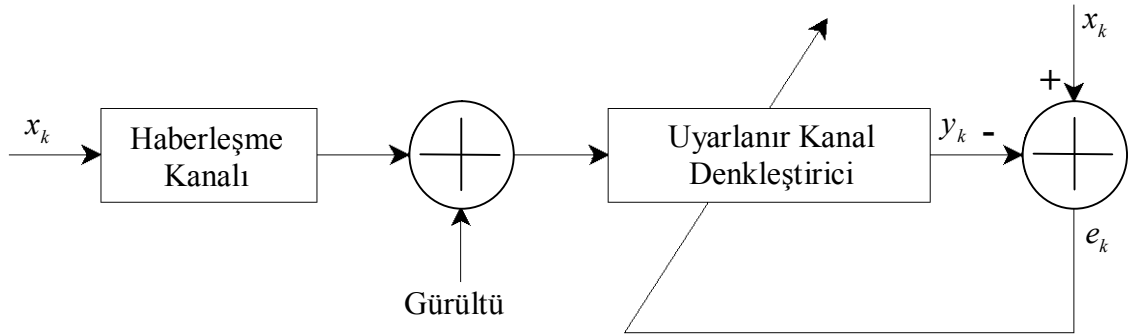 x_k
+
x_k
Haberleşme
Kanalı
Uyarlanır Kanal
Denkleştirici
y_k -
e_k
Gürültü